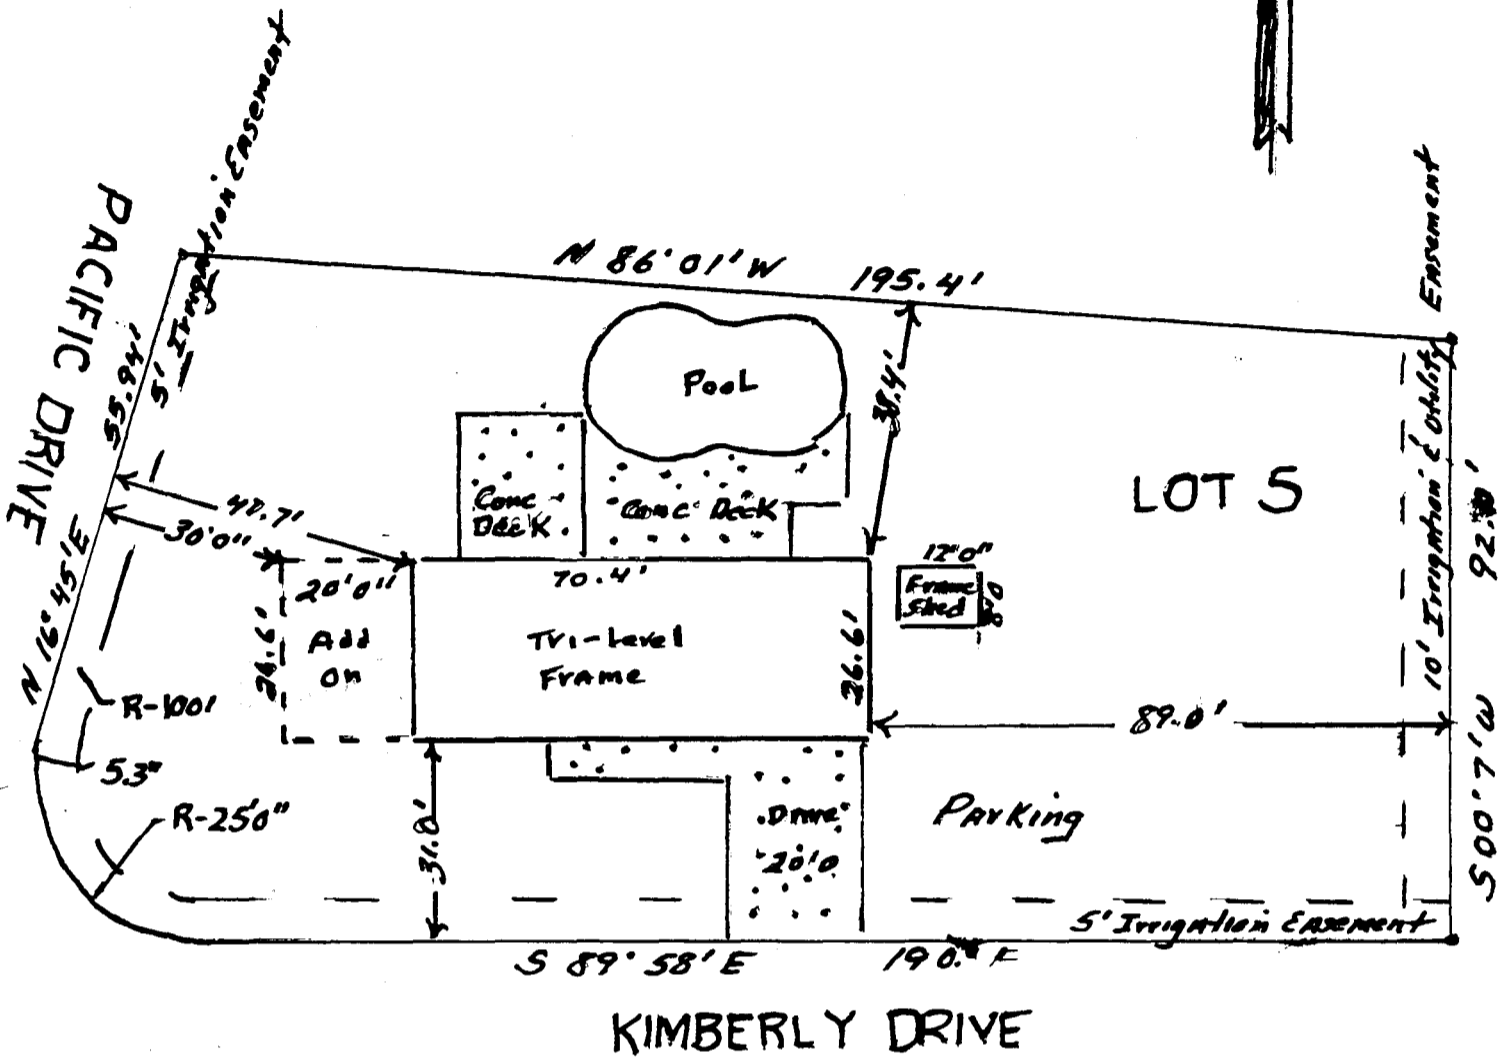 5' Irrigation Easement
PACIFIC DRIVE
N 86°01' W 195.4'
Easement
10' Irrigation & Utility
55.94'
N 16°45' E
Pool
38.4'
LOT 5
Conc
Deck
Conc Deck
30'0"
20'0"
70.4'
12'0"
Frame
Shed
8'0
26.6'
Add
On
Tri-Level
Frame
26.6'
89.0'
S 00°7' W
R-100'
5.3"
R-25'0"
31.0'
Drive
20'0
Parking
5' Irrigation Easement
S 89°58' E
KIMBERLY DRIVE